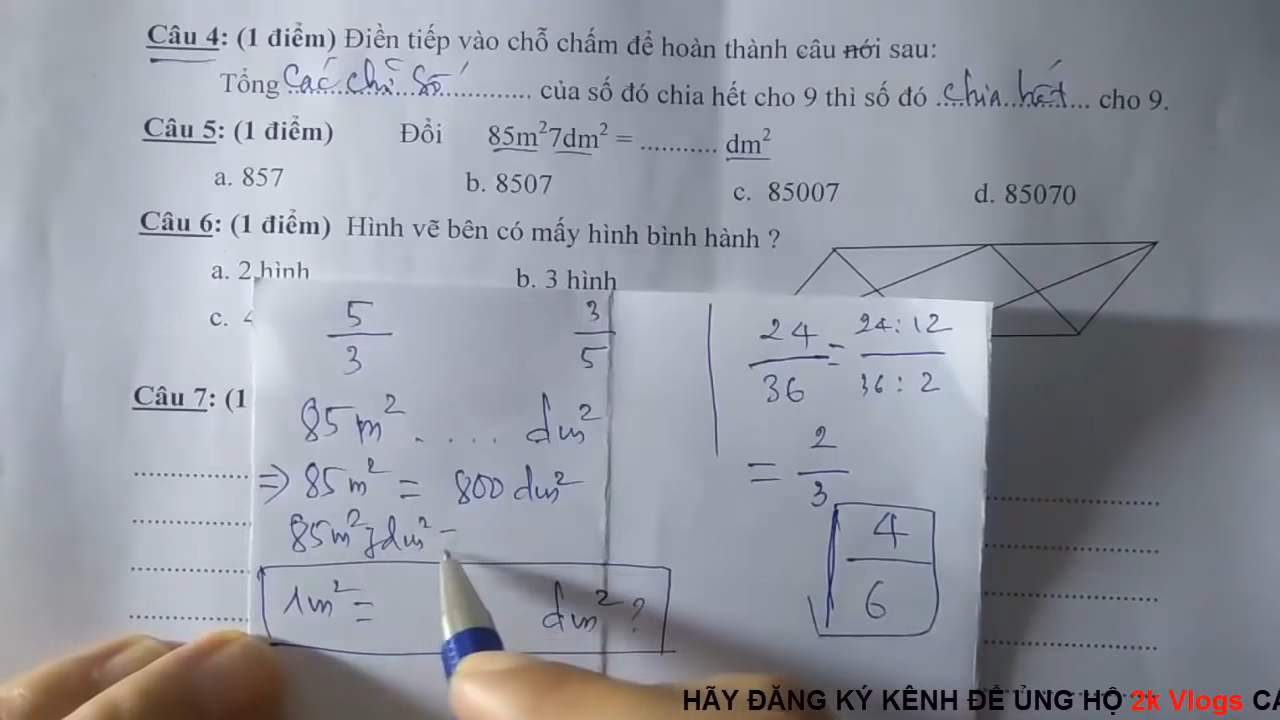 Câu 4: (1 điểm) Điền tiếp vào chỗ chấm để hoàn thành câu nới sau:
Tổng các chữ số của số đó chia hết cho 9 thì số đó chia hết cho 9.
Câu 5: (1 điểm) Đổi 85m²7dm² = ........... dm²
a. 857 b. 8507 c. 85007 d. 85070
Câu 6: (1 điểm) Hình vẽ bên có mấy hình bình hành ?
a. 2 hình b. 3 hình
c. 4
5/3 3/5
24/36 = 24:12/36:2
85m² .... dm²
= 2/3
⇒ 85m² = 800 dm²
85m²7dm² =
4/6
1m² = dm² ?
Câu 7: (1
HÃY ĐĂNG KÝ KÊNH ĐỂ ỦNG HỘ 2k Vlogs CẢ